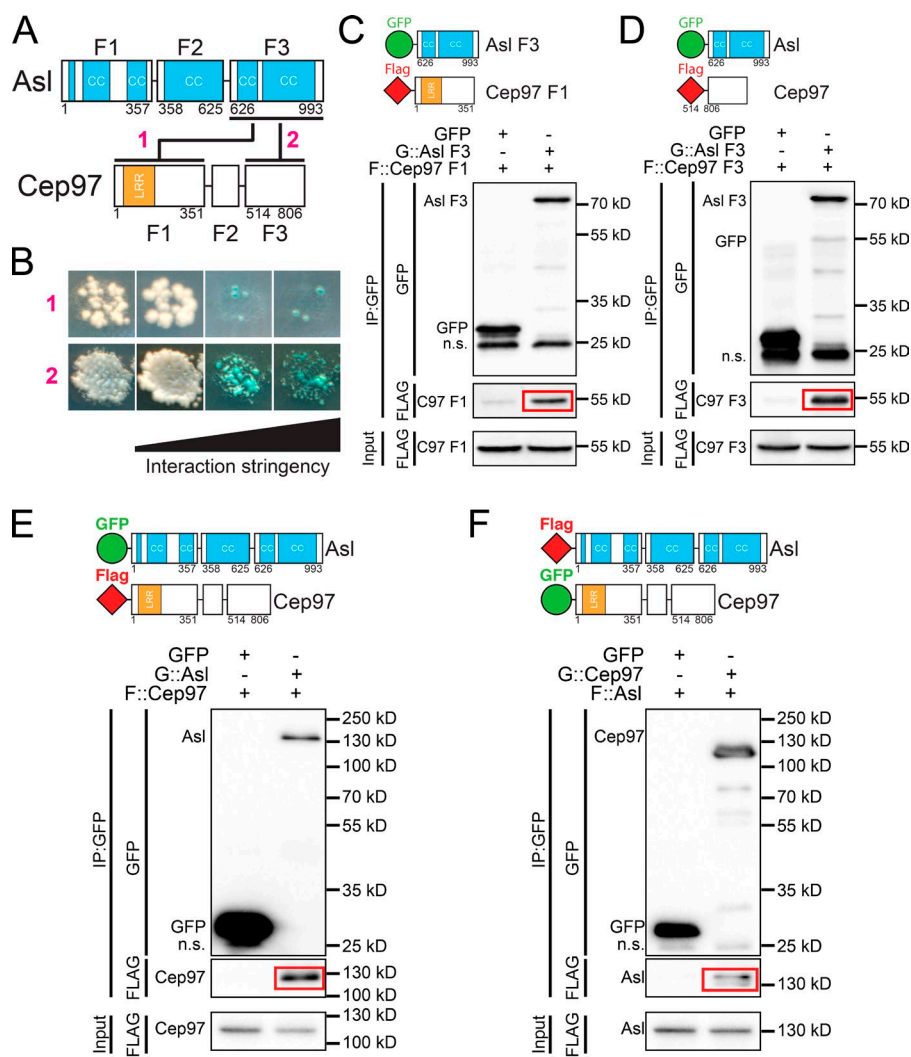 A
F1 F2 F3
Asl
CC CC CC CC CC
1 357 358 625 626 993
1 2
Cep97
LRR
1 351 514 806
F1 F2 F3
B
1
2
Interaction stringency
C
GFP
CC CC
Asl F3
626 993
Flag
LRR
Cep97 F1
1 351
GFP + -
G::Asl F3 - +
F::Cep97 F1 + +
IP:GFP
GFP
Asl F3
GFP
n.s.
70 kD
55 kD
35 kD
25 kD
FLAG
C97 F1
55 kD
Input
FLAG
C97 F1
55 kD
D
GFP
CC CC
Asl
626 993
Flag
Cep97
514 806
GFP + -
G::Asl F3 - +
F::Cep97 F3 + +
IP:GFP
GFP
Asl F3
GFP
n.s.
70 kD
55 kD
35 kD
25 kD
FLAG
C97 F3
55 kD
Input
FLAG
C97 F3
55 kD
E
GFP
CC CC CC CC CC
Asl
357 358 625 626 993
Flag
LRR
Cep97
1 351 514 806
GFP + -
G::Asl - +
F::Cep97 + +
IP:GFP
GFP
Asl
GFP
n.s.
250 kD
130 kD
100 kD
70 kD
55 kD
35 kD
25 kD
FLAG
Cep97
130 kD
100 kD
Input
FLAG
Cep97
130 kD
100 kD
F
Flag
CC CC CC CC CC
Asl
357 358 625 626 993
GFP
LRR
Cep97
1 351 514 806
GFP + -
G::Cep97 - +
F::Asl + +
IP:GFP
GFP
Cep97
GFP
n.s.
250 kD
130 kD
100 kD
70 kD
55 kD
35 kD
25 kD
FLAG
Asl
130 kD
Input
FLAG
Asl
130 kD